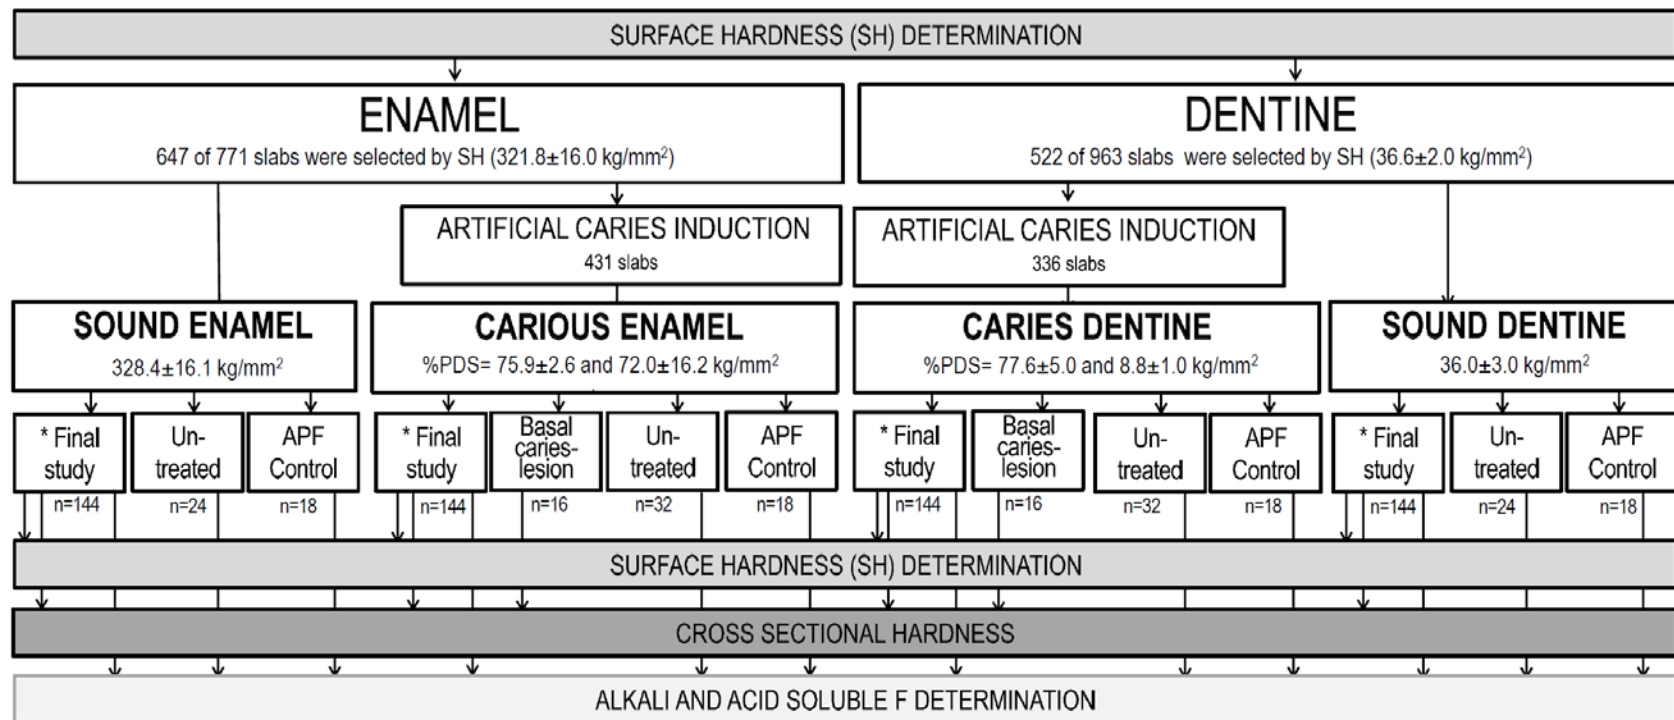 SURFACE HARDNESS (SH) DETERMINATION
ENAMEL
647 of 771 slabs were selected by SH (321.8±16.0 kg/mm²)
DENTINE
522 of 963 slabs were selected by SH (36.6±2.0 kg/mm²)
ARTIFICIAL CARIES INDUCTION
431 slabs
ARTIFICIAL CARIES INDUCTION
336 slabs
SOUND ENAMEL
328.4±16.1 kg/mm²
CARIOUS ENAMEL
%PDS= 75.9±2.6 and 72.0±16.2 kg/mm²
CARIES DENTINE
%PDS= 77.6±5.0 and 8.8±1.0 kg/mm²
SOUND DENTINE
36.0±3.0 kg/mm²
* Final
study
n=144
Un-
treated
n=24
APF
Control
n=18
* Final
study
n=144
Basal
caries-
lesion
n=16
Un-
treated
n=32
APF
Control
n=18
* Final
study
n=144
Basal
caries-
lesion
n=16
Un-
treated
n=32
APF
Control
n=18
* Final
study
n=144
Un-
treated
n=24
APF
Control
n=18
SURFACE HARDNESS (SH) DETERMINATION
CROSS SECTIONAL HARDNESS
ALKALI AND ACID SOLUBLE F DETERMINATION